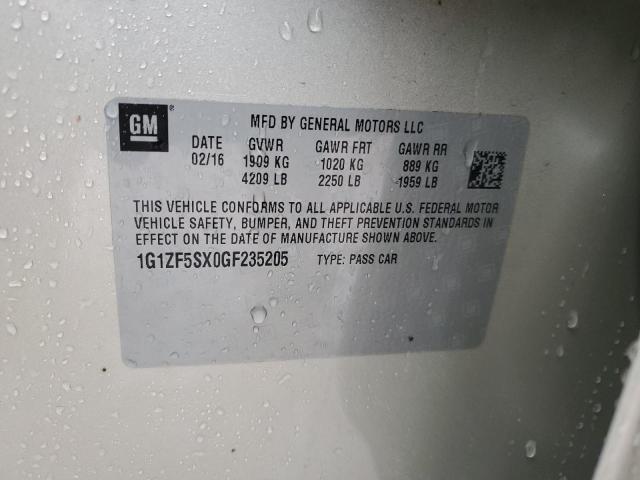 GM®
MFD BY GENERAL MOTORS LLC
DATE GVWR GAWR FRT GAWR RR
02/16 1909 KG 1020 KG 889 KG
4209 LB 2250 LB 1959 LB
THIS VEHICLE CONFORMS TO ALL APPLICABLE U.S. FEDERAL MOTOR
VEHICLE SAFETY, BUMPER, AND THEFT PREVENTION STANDARDS IN
EFFECT ON THE DATE OF MANUFACTURE SHOWN ABOVE.
1G1ZF5SX0GF235205 TYPE: PASS CAR